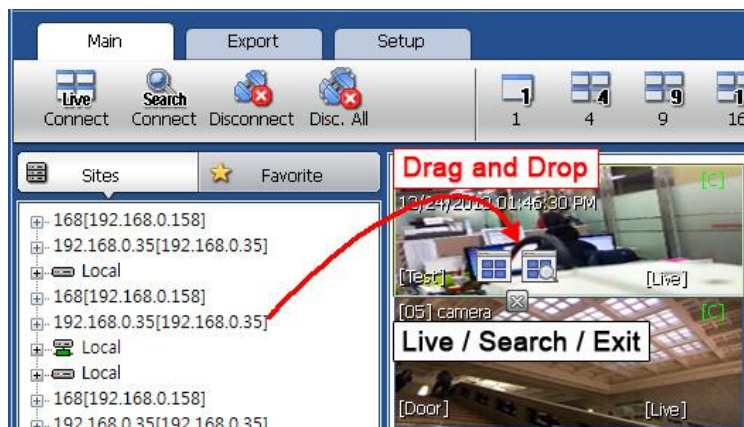 Main Export Setup
Live Search
Connect Connect Disconnect Disc. All 1 4 9 16
1 4 9
Sites Favorite
Drag and Drop
[C]
01:46:30 PM
168[192.168.0.158]
192.168.0.35[192.168.0.35]
Local
168[192.168.0.158]
192.168.0.35[192.168.0.35]
Local
Local
168[192.168.0.158]
192.168.0.35[192.168.0.35]
[Test] [Live]
[05] camera [C]
Live / Search / Exit
[Door] [Live]